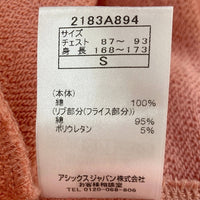 2183A894
サイズ
チェスト 87〜 93
身 長 168〜173
S
(本体)
綿 100%
(リブ部分(フライス部分))
綿 95%
ポリウレタン 5%
アシックスジャパン株式会社
お客様相談室
TEL.0120-068-806